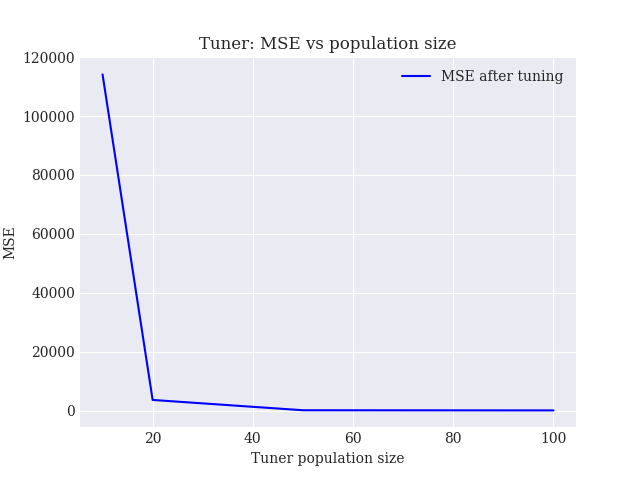 Tuner: MSE vs population size
MSE after tuning
120000
100000
80000
60000
40000
20000
0
MSE
20 40 60 80 100
Tuner population size